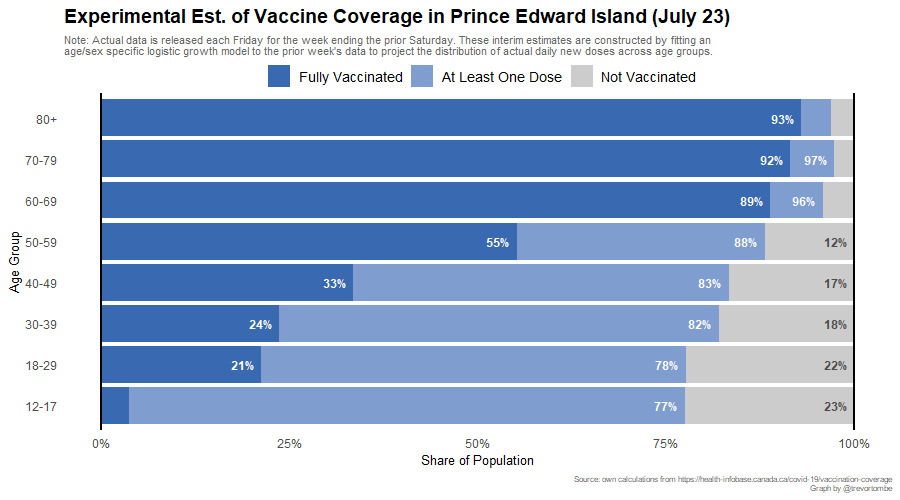 Experimental Est. of Vaccine Coverage in Prince Edward Island (July 23)
Note: Actual data is released each Friday for the week ending the prior Saturday. These interim estimates are constructed by fitting an
age/sex specific logistic growth model to the prior week's data to project the distribution of actual daily new doses across age groups.
Fully Vaccinated At Least One Dose Not Vaccinated
80+ 93%
70-79 92% 97%
60-69 89% 96%
50-59 55% 88% 12%
40-49 33% 83% 17%
30-39 24% 82% 18%
18-29 21% 78% 22%
12-17 77% 23%
Age Group
0% 25% 50% 75% 100%
Share of Population
Source: own calculations from https://health-infobase.canada.ca/covid-19/vaccination-coverage
Graph by @trevortombe